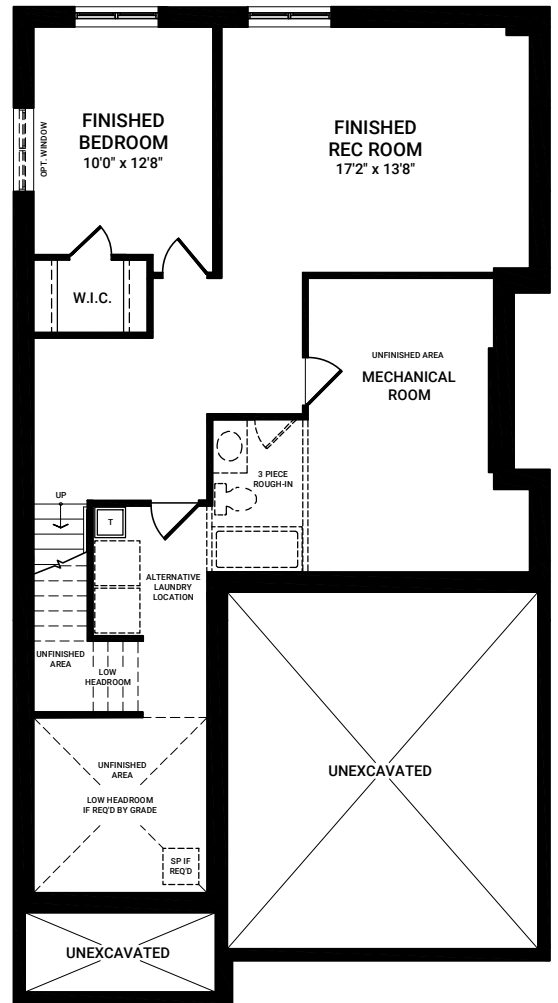 FINISHED
BEDROOM
10'0" x 12'8"
OPT. WINDOW
FINISHED
REC ROOM
17'2" x 13'8"
W.I.C.
UNFINISHED AREA
MECHANICAL
ROOM
3 PIECE
ROUGH-IN
UP
T
ALTERNATIVE
LAUNDRY
LOCATION
UNFINISHED
AREA
LOW
HEADROOM
UNFINISHED
AREA
LOW HEADROOM
IF REQ'D BY GRADE
SP IF
REQ'D
UNEXCAVATED
UNEXCAVATED